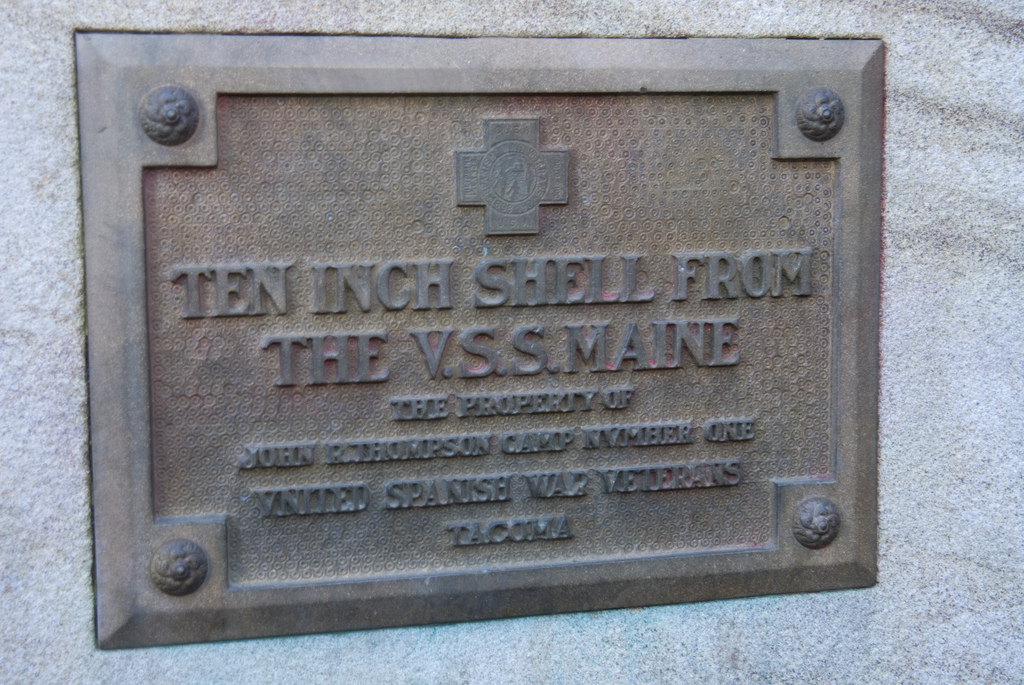 TEN INCH SHELL FROM
THE V.S.S. MAINE
THE PROPERTY OF
JOHN R. THOMPSON CAMP NVMBER ONE
VNITED SPANISH WAR VETERANS
TACOMA